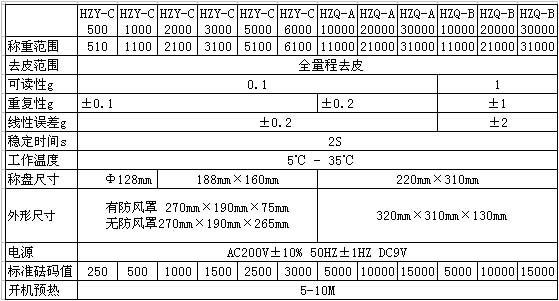 HZY-C HZY-C HZY-C HZY-C HZY-C HZY-C HZQ-A HZQ-A HZQ-A HZQ-B HZQ-B HZQ-B
500 1000 2000 3000 5000 6000 10000 20000 30000 10000 20000 30000
称重范围 510 1100 2100 3100 5100 6100 11000 21000 31000 11000 21000 31000
去皮范围 全量程去皮
可读性g 0.1 1
重复性g ±0.1 ±0.2 ±1
线性误差g ±0.2 ±2
稳定时间s 2S
工作温度 5℃ - 35℃
称盘尺寸 Φ128mm 188mm×160mm 220mm×310mm
外形尺寸 有防风罩 270mm×190mm×75mm
无防风罩270mm×190mm×265mm 320mm×310mm×130mm
电源 AC200V±10% 50HZ±1HZ DC9V
标准砝码值 250 500 1000 1500 2500 3000 5000 10000 15000 5000 10000 15000
开机预热 5-10M